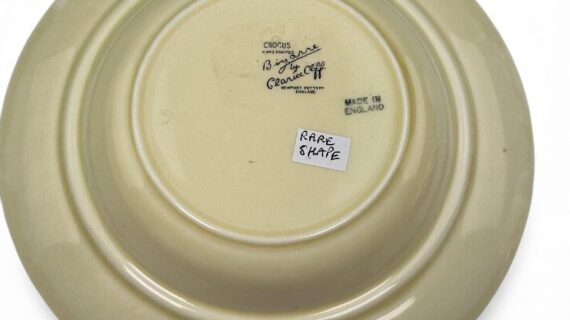 CROCUS
HAND PAINTED
Bizarre
by
Clarice Cliff
NEWPORT POTTERY
ENGLAND
MADE IN
ENGLAND
RARE
SHAPE